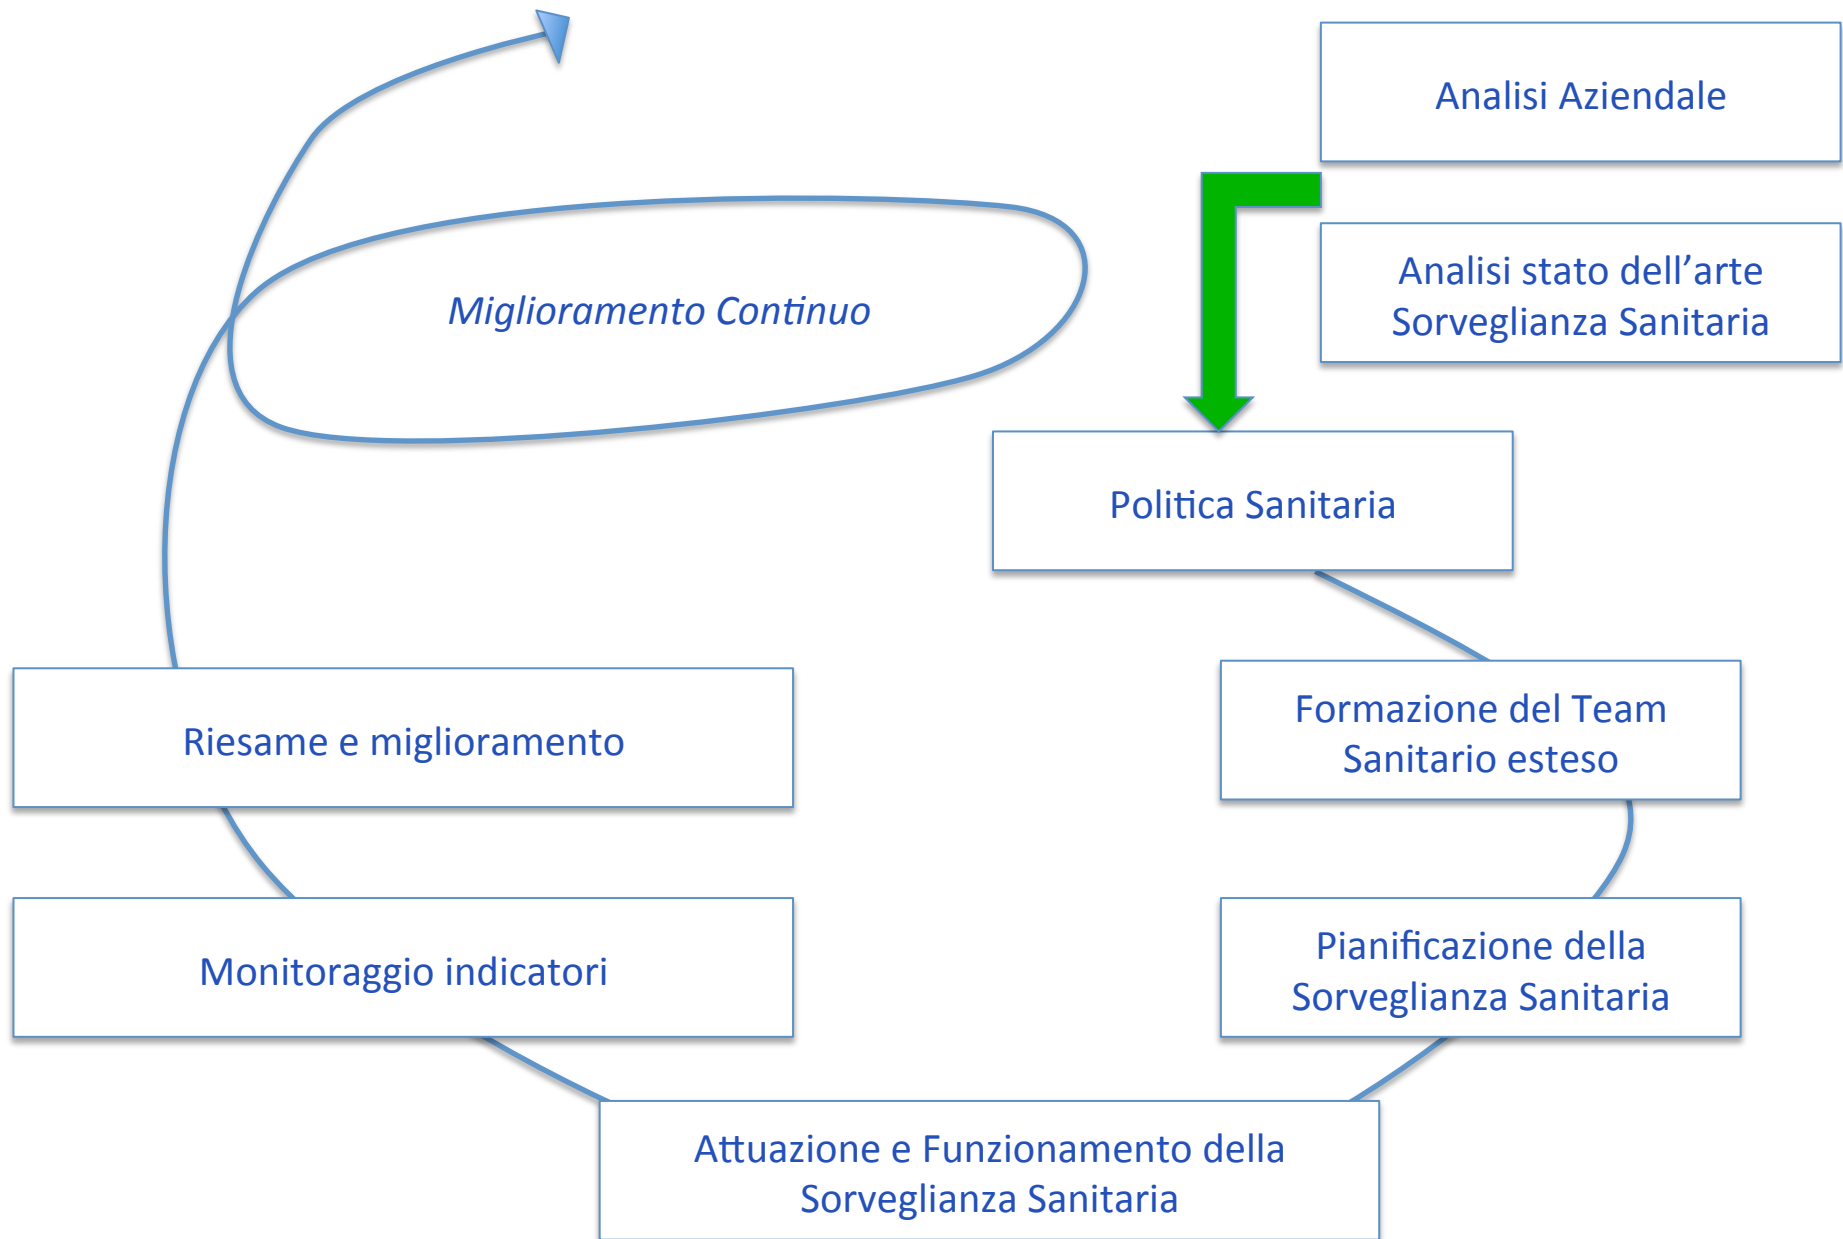 Analisi Aziendale
Analisi stato dell’arte
Sorveglianza Sanitaria
Miglioramento Continuo
Politica Sanitaria
Formazione del Team
Sanitario esteso
Pianificazione della
Sorveglianza Sanitaria
Attuazione e Funzionamento della
Sorveglianza Sanitaria
Monitoraggio indicatori
Riesame e miglioramento